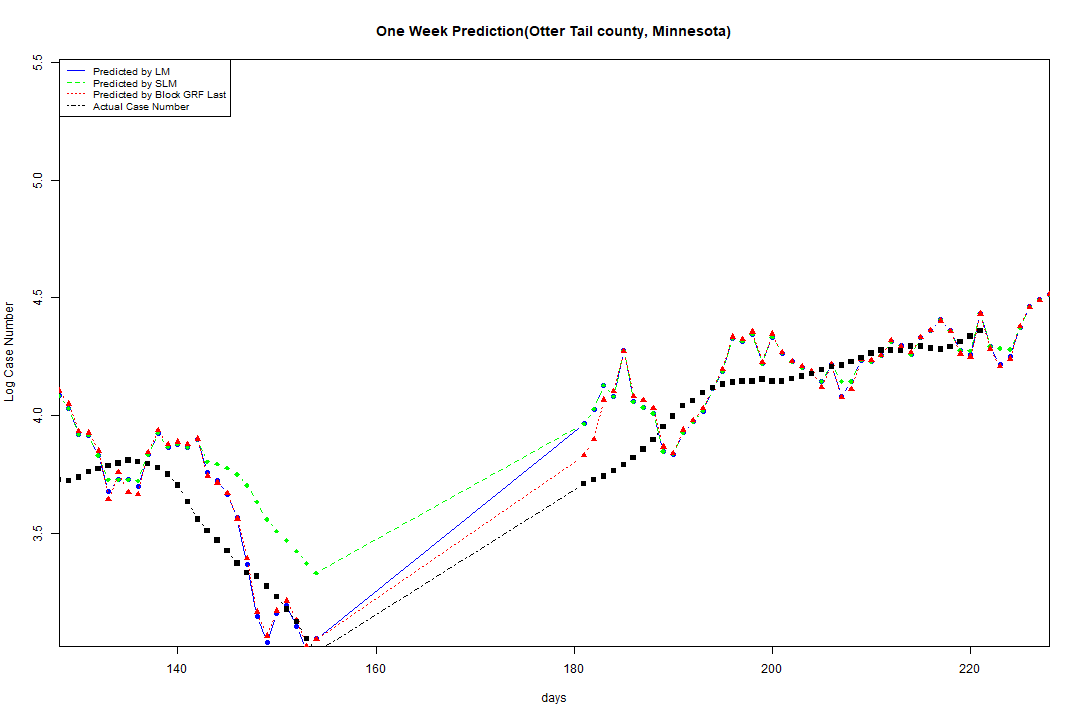 One Week Prediction(Otter Tail county, Minnesota)
Predicted by LM
Predicted by SLM
Predicted by Block GRF Last
Actual Case Number
5.5
5.0
4.5
4.0
3.5
Log Case Number
140 160 180 200 220
days